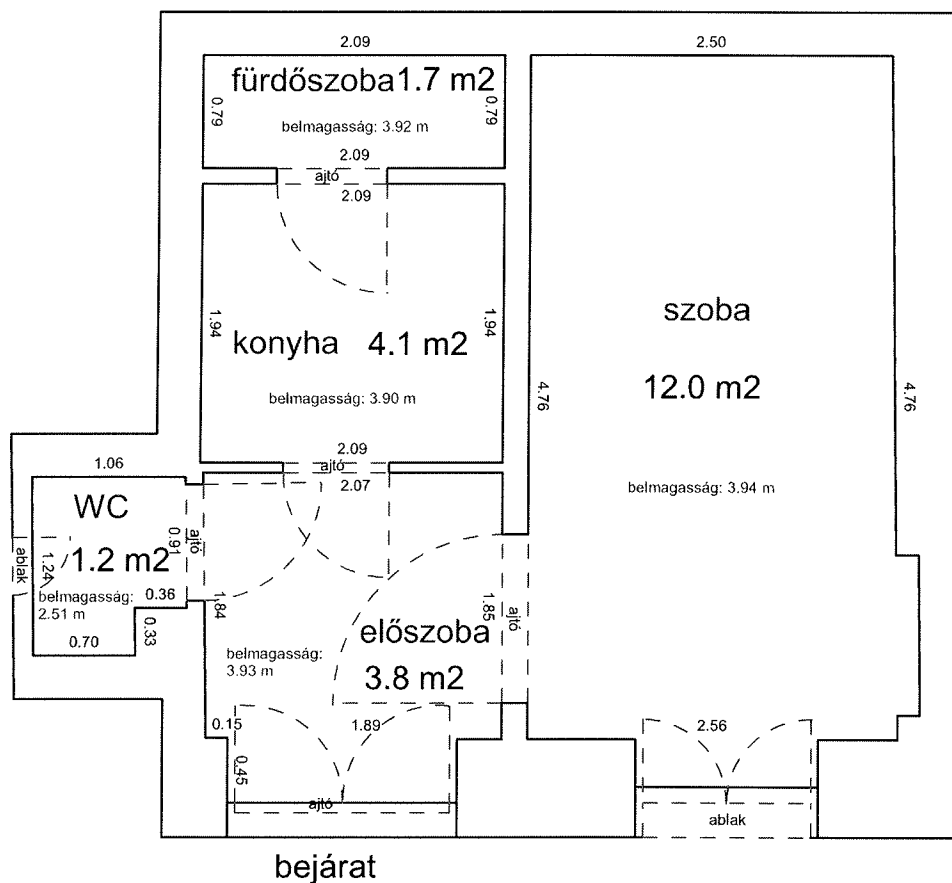 2.09
2.50
fürdőszoba 1.7 m2
0.79
0.79
belmagasság: 3.92 m
2.09
ajtó
2.09
szoba
1.94
konyha 4.1 m2
1.94
12.0 m2
4.76
4.76
belmagasság: 3.90 m
2.09
ajtó
2.07
belmagasság: 3.94 m
1.06
WC
0.91
ajtó
1.2 m2
ablak
1.24
belmagasság:
2.51 m
0.36
0.33
0.70
1.84
1.85
ajtó
előszoba
3.8 m2
belmagasság:
3.93 m
0.15
1.89
0.45
ajtó
2.56
ablak
bejárat